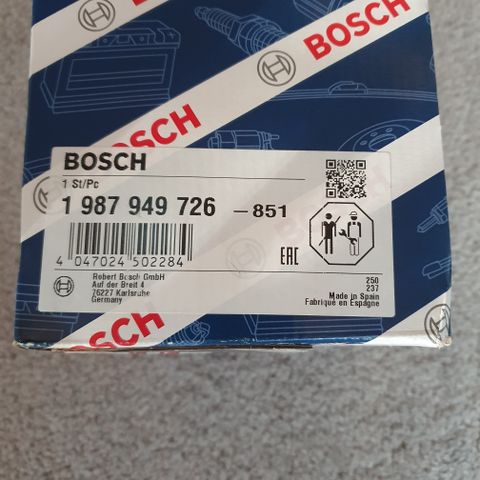 BOSCH
BOSCH
BOSCH
BOSCH
1 St/Pc
1 987 949 726 -851
4 047024 502284
EAC
Robert Bosch GmbH
Auf der Breit 4
76227 Karlsruhe
Germany
250
237
Made in Spain
Fabriqué en Espagne
BOSCH